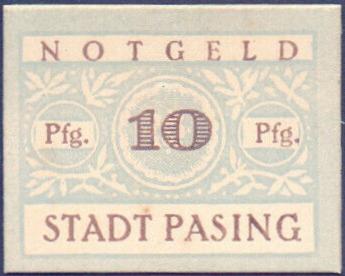 NOTGELD
Pfg. 10 Pfg.
STADT PASING